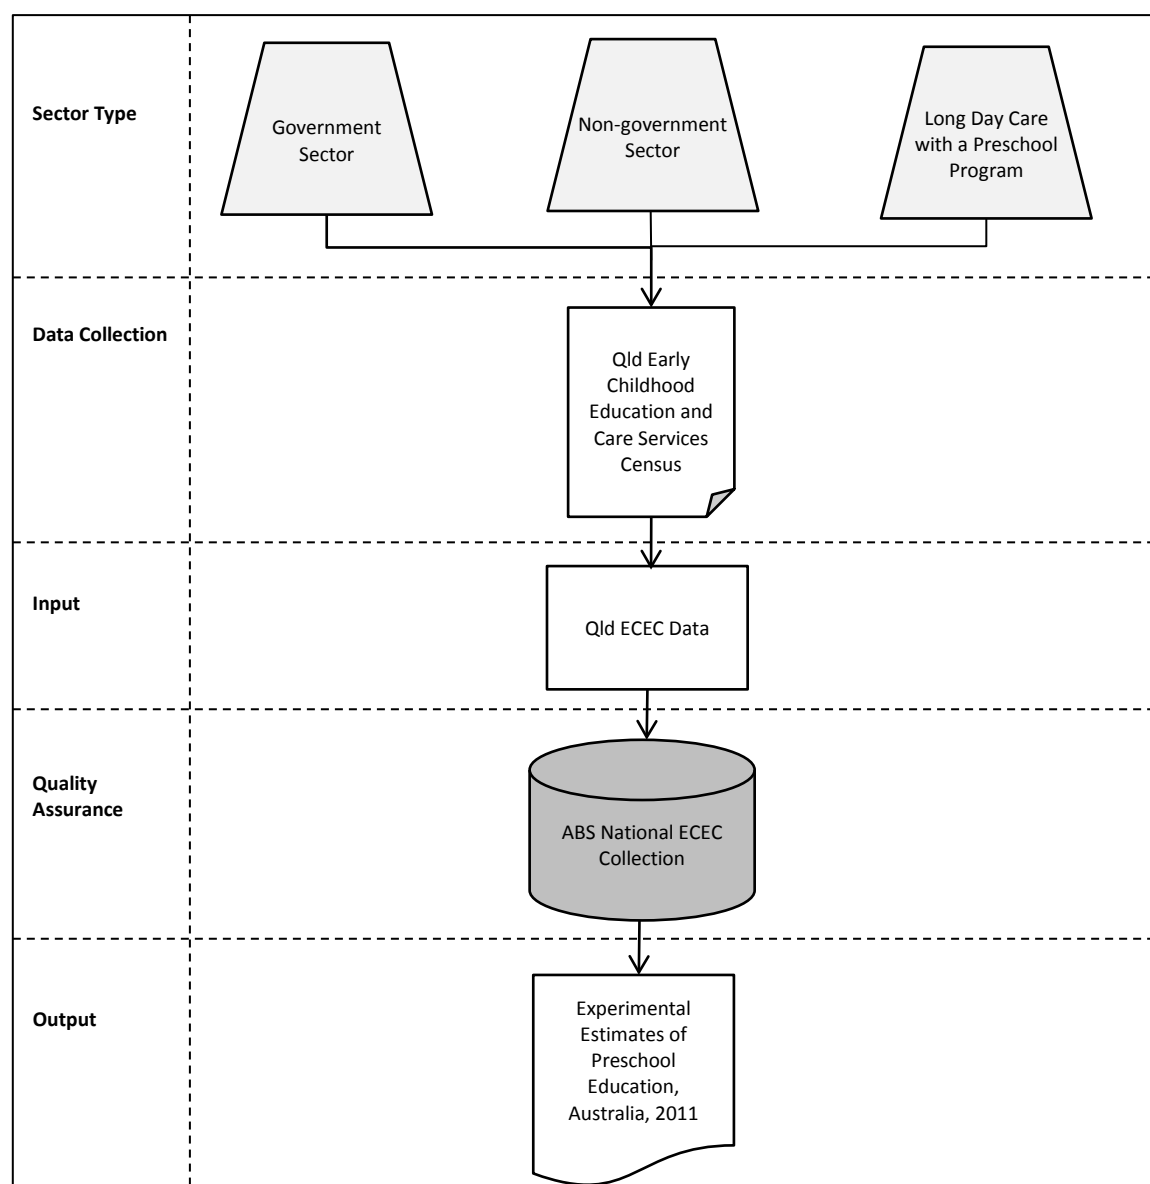 Sector Type
Government
Sector
Non-government
Sector
Long Day Care
with a Preschool
Program
Data Collection
Qld Early
Childhood
Education and
Care Services
Census
Input
Qld ECEC Data
Quality
Assurance
ABS National ECEC
Collection
Output
Experimental
Estimates of
Preschool
Education,
Australia, 2011